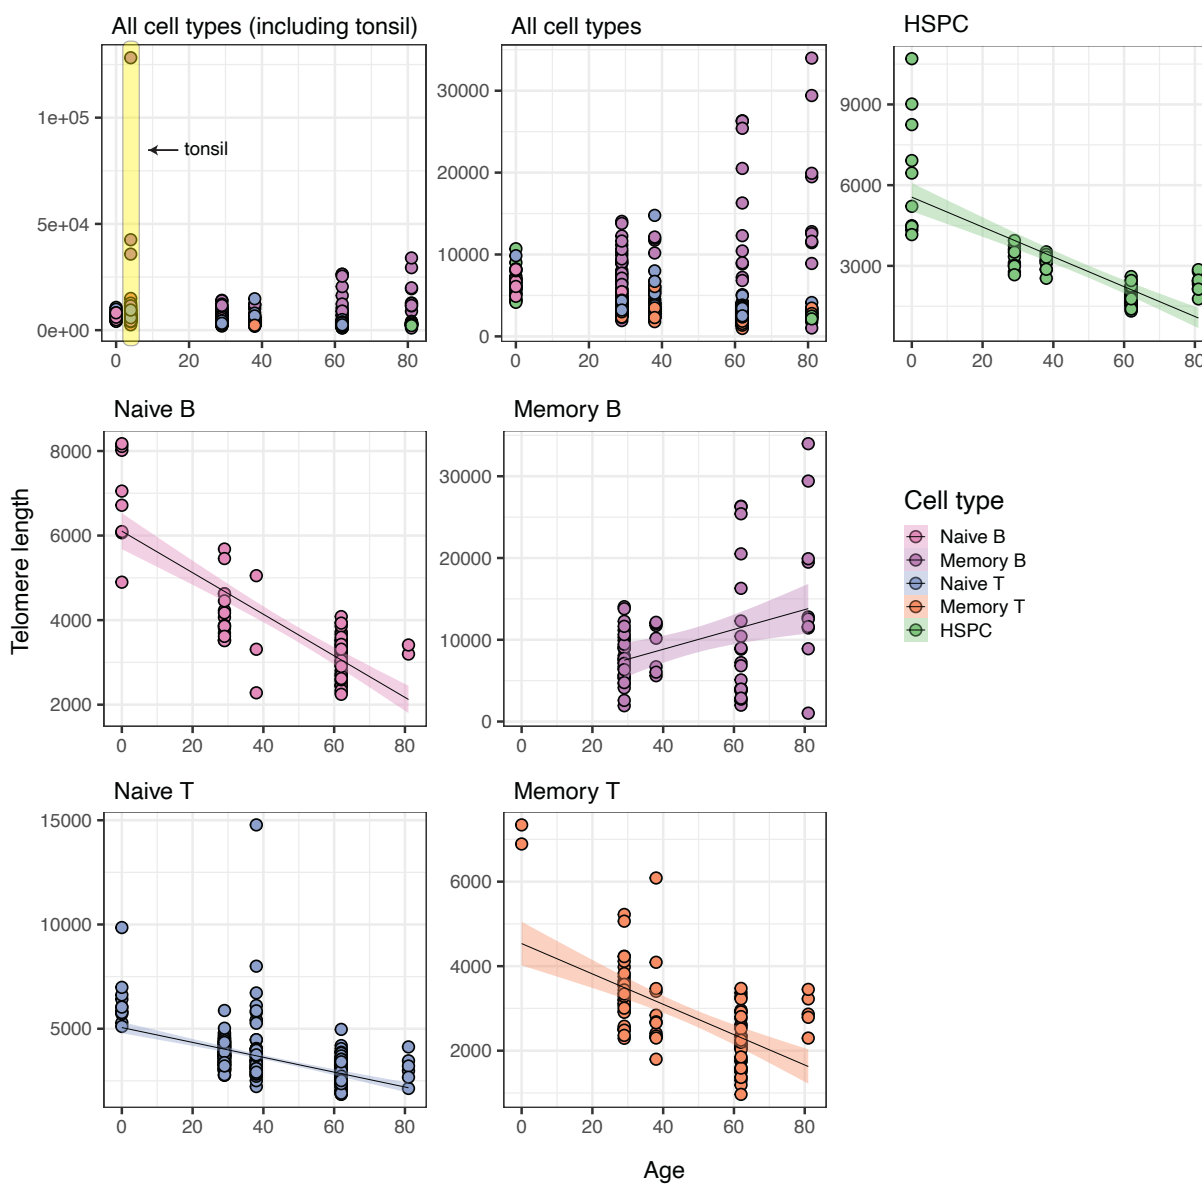 All cell types (including tonsil)
All cell types
HSPC
1e+05
5e+04
0e+00
tonsil
30000
20000
10000
0
9000
6000
3000
0 20 40 60 80
0 20 40 60 80
0 20 40 60 80
Naive B
Memory B
8000
6000
4000
2000
30000
20000
10000
0
0 20 40 60 80
0 20 40 60 80
Telomere length
Cell type
Naive B
Memory B
Naive T
Memory T
HSPC
Naive T
Memory T
15000
10000
5000
6000
4000
2000
0 20 40 60 80
0 20 40 60 80
Age